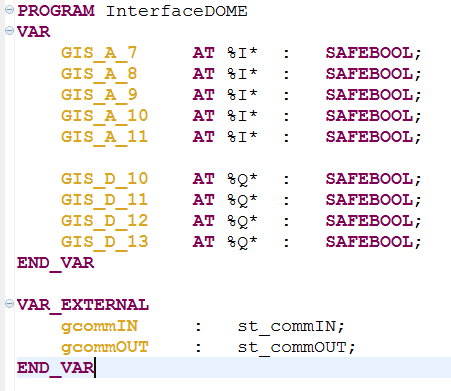 PROGRAM InterfaceDOME
VAR
GIS_A_7 AT %I* : SAFEBOOL;
GIS_A_8 AT %I* : SAFEBOOL;
GIS_A_9 AT %I* : SAFEBOOL;
GIS_A_10 AT %I* : SAFEBOOL;
GIS_A_11 AT %I* : SAFEBOOL;
GIS_D_10 AT %Q* : SAFEBOOL;
GIS_D_11 AT %Q* : SAFEBOOL;
GIS_D_12 AT %Q* : SAFEBOOL;
GIS_D_13 AT %Q* : SAFEBOOL;
END_VAR
VAR_EXTERNAL
gcommIN : st_commIN;
gcommOUT : st_commOUT;
END_VAR